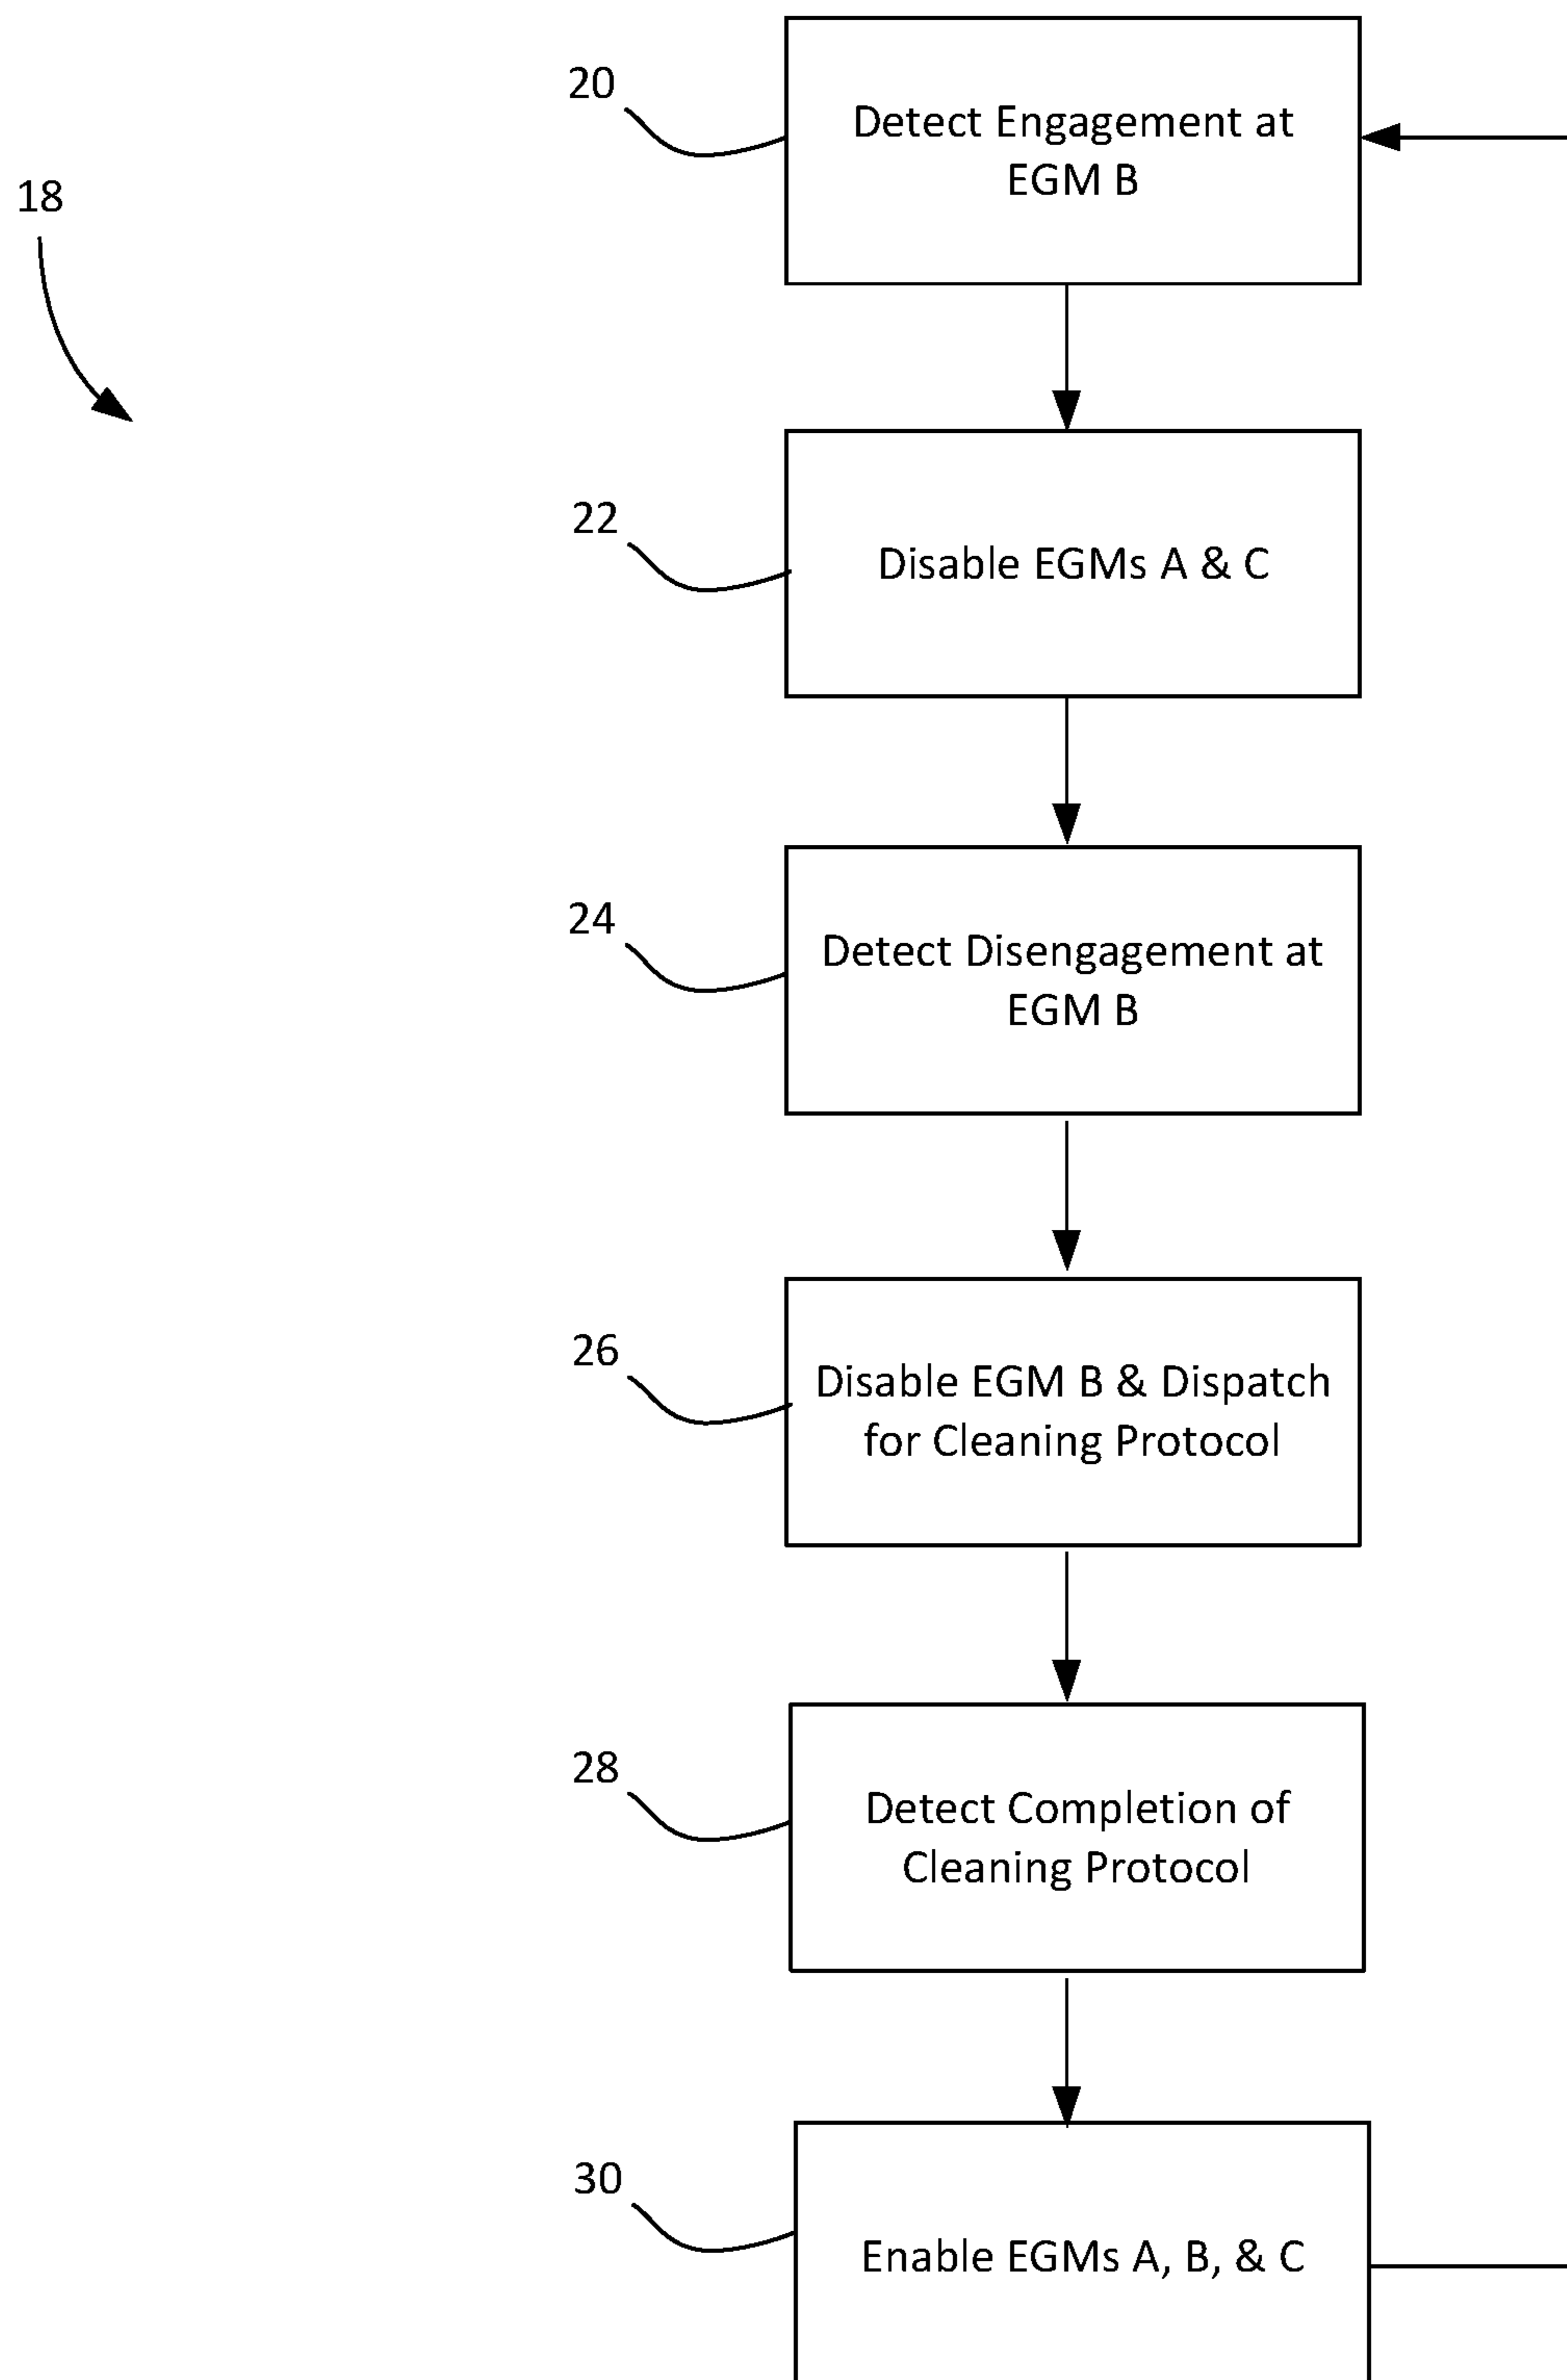 18
20
Detect Engagement at
EGM B
22
Disable EGMs A & C
24
Detect Disengagement at
EGM B
26
Disable EGM B & Dispatch
for Cleaning Protocol
28
Detect Completion of
Cleaning Protocol
30
Enable EGMs A, B, & C